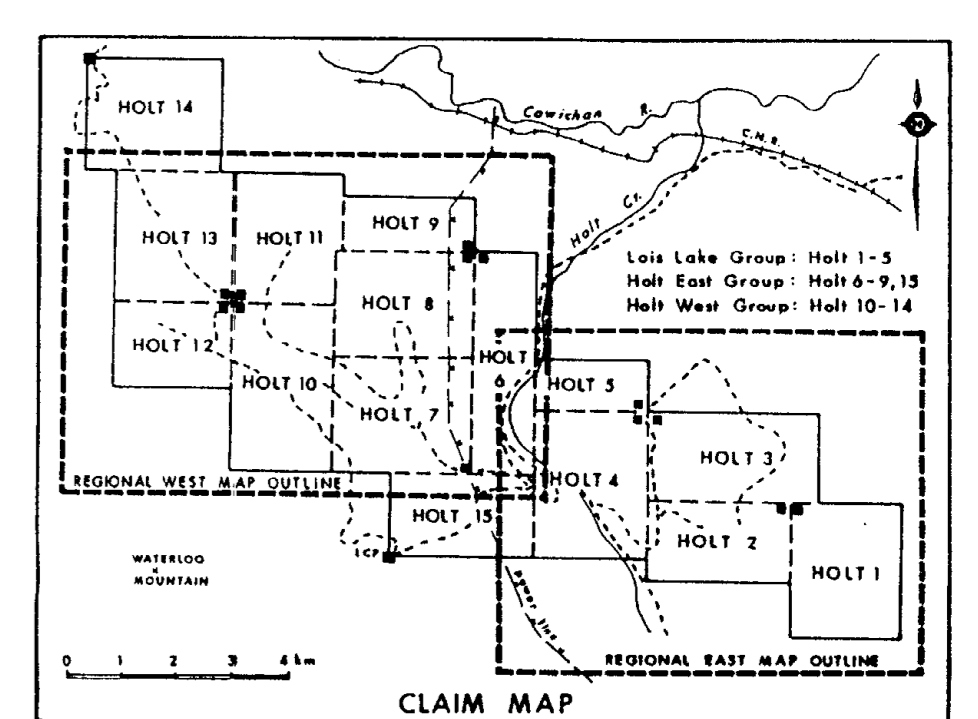 HOLT 14
Cowichan R.
C.N.R.
N
HOLT 9
Holt Cr.
HOLT 13
HOLT 11
Lois Lake Group: Holt 1-5
Holt East Group: Holt 6-9, 15
Holt West Group: Holt 10-14
HOLT 8
HOLT 12
HOLT
6
HOLT 5
HOLT 10
HOLT 7
HOLT 3
HOLT 4
REGIONAL WEST MAP OUTLINE
HOLT 15
HOLT 2
LCP
WATERLOO
x
MOUNTAIN
HOLT 1
Power line
0 1 2 3 4 km
REGIONAL EAST MAP OUTLINE
CLAIM MAP